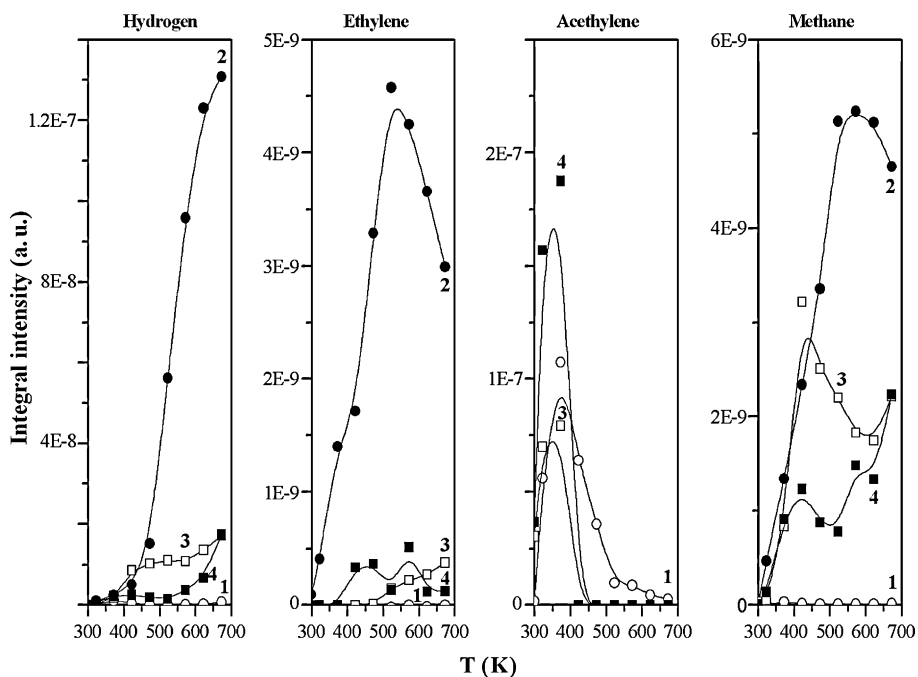 Hydrogen Ethylene Acethylene Methane
5E-9 6E-9
2 1.2E-7 4E-9 2E-7 4 2
8E-8 3E-9 4E-9 2
Integral intensity (a. u.)
2E-9 1E-7 3 3
4E-8 1E-9 2E-9 4
3 4 1 3 4 1 1 1
0 0 0 0
300 400 500 600 700 300 400 500 600 700 300 400 500 600 700 300 400 500 600 700
T (K)